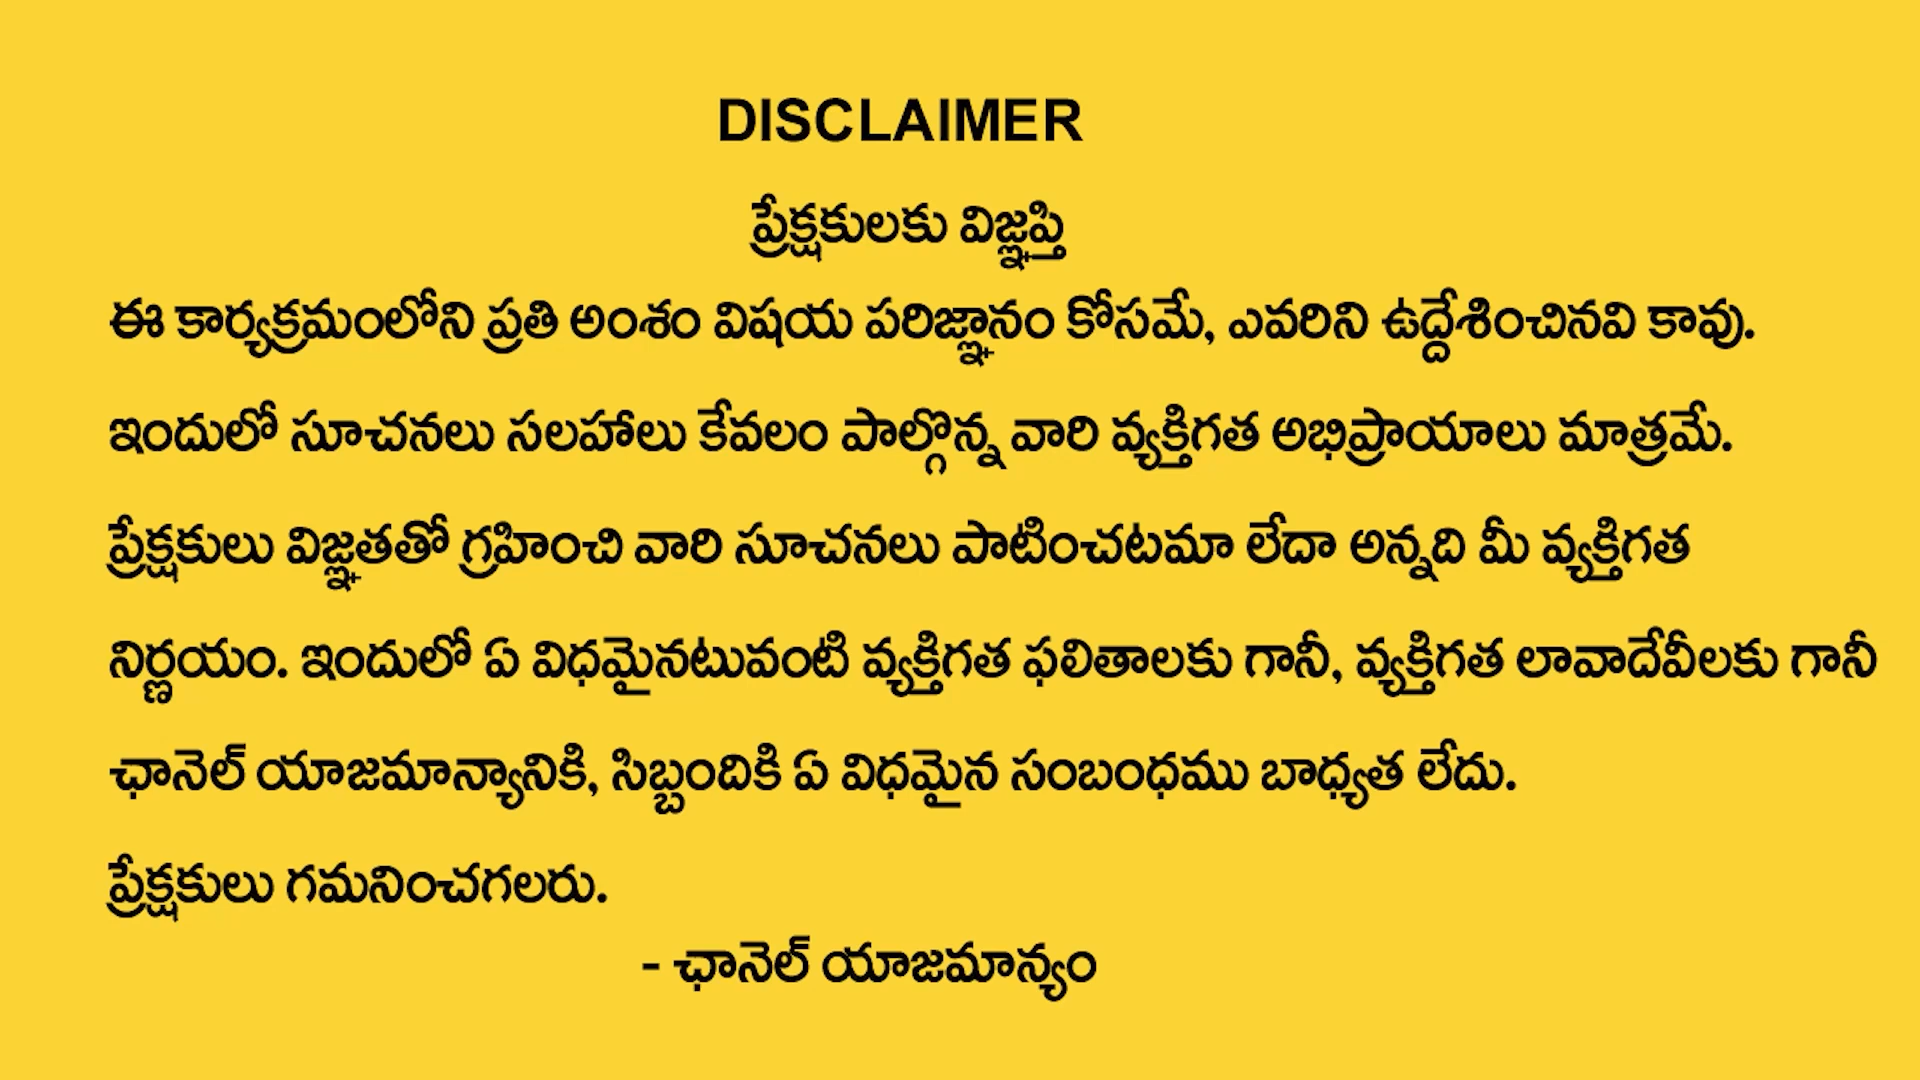 DISCLAIMER
ప్రేక్షకులకు విజ్ఞప్తి
ఈ కార్యక్రమంలోని ప్రతి అంశం విషయ పరిజ్ఞానం కోసమే, ఎవరిని ఉద్దేశించినవి కావు.
ఇందులో సూచనలు సలహాలు కేవలం పాల్గొన్న వారి వ్యక్తిగత అభిప్రాయాలు మాత్రమే.
ప్రేక్షకులు విజ్ఞతతో గ్రహించి వారి సూచనలు పాటించటమా లేదా అన్నది మీ వ్యక్తిగత
నిర్ణయం. ఇందులో ఏ విధమైనటువంటి వ్యక్తిగత ఫలితాలకు గానీ, వ్యక్తిగత లావాదేవీలకు గానీ
ఛానెల్ యాజమాన్యానికి, సిబ్బందికి ఏ విధమైన సంబంధము బాధ్యత లేదు.
ప్రేక్షకులు గమనించగలరు.
- ఛానెల్ యాజమాన్యం